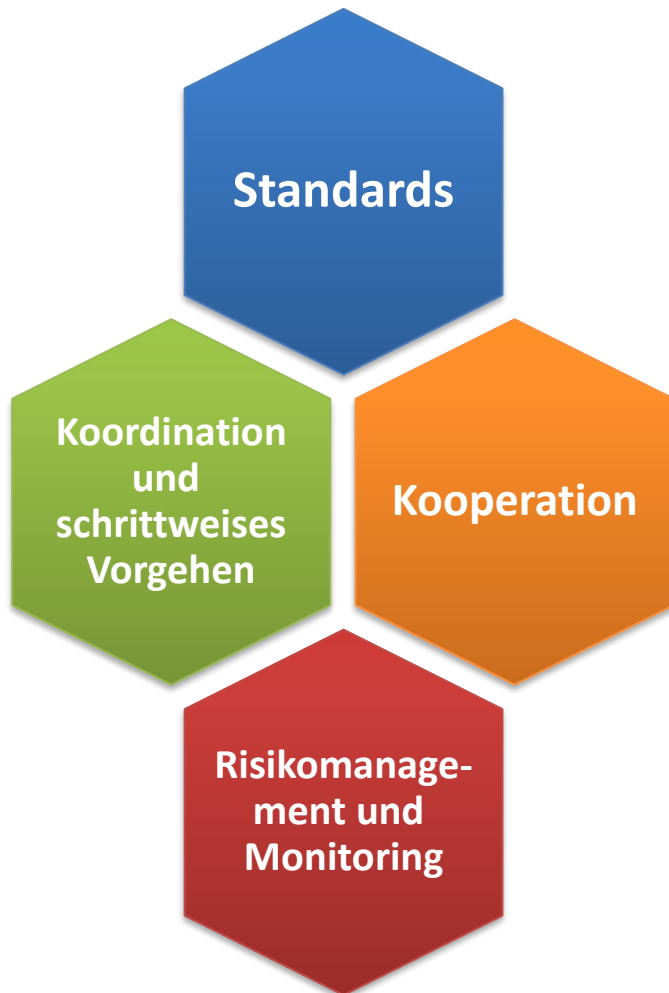 Standards
Koordination
und
schrittweises
Vorgehen
Kooperation
Risikomanage-
ment und
Monitoring